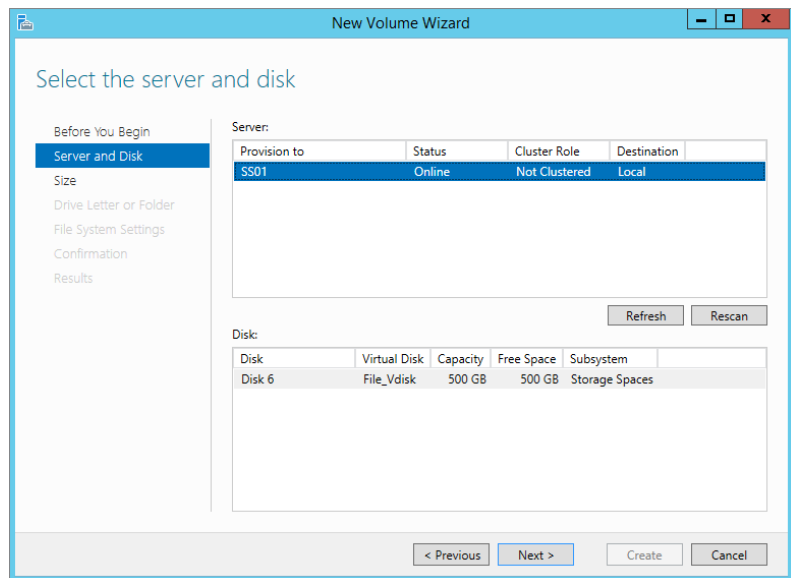 New Volume Wizard
Select the server and disk
Before You Begin
Server and Disk
Size
Drive Letter or Folder
File System Settings
Confirmation
Results
Server:
Provision to Status Cluster Role Destination
SS01 Online Not Clustered Local
Refresh Rescan
Disk:
Disk Virtual Disk Capacity Free Space Subsystem
Disk 6 File_Vdisk 500 GB 500 GB Storage Spaces
< Previous Next > Create Cancel